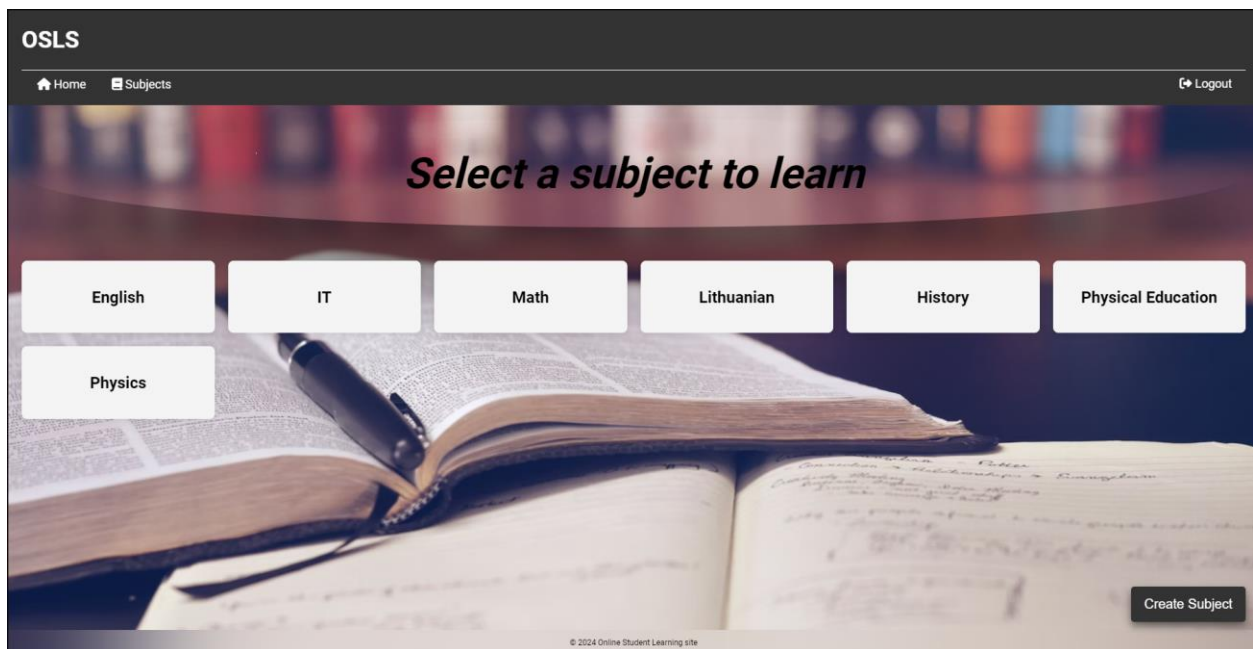 OSLS
Home Subjects Logout
Select a subject to learn
English IT Math Lithuanian History Physical Education
Physics
Create Subject
© 2024 Online Student Learning site